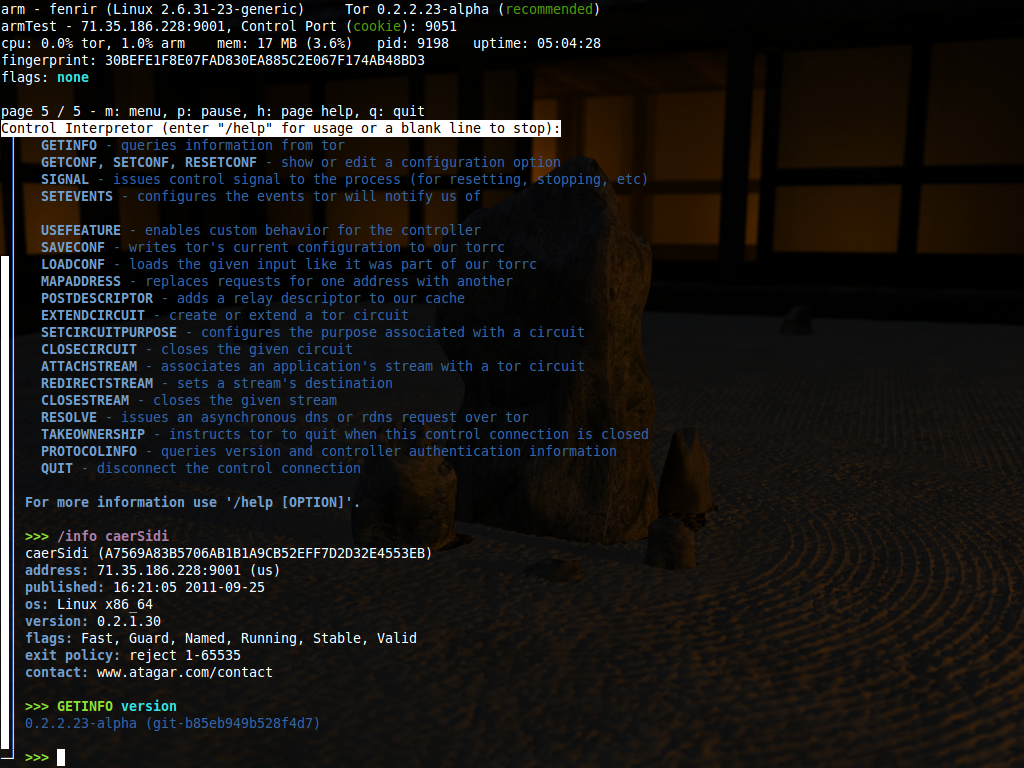 arm - fenrir (Linux 2.6.31-23-generic)     Tor 0.2.2.23-alpha (recommended)
armTest - 71.35.186.228:9001, Control Port (cookie): 9051
cpu: 0.0% tor, 1.0% arm    mem: 17 MB (3.6%)   pid: 9198   uptime: 05:04:28
fingerprint: 30BEFE1F8E07FAD830EA885C2E067F174AB48BD3
flags: none
page 5 / 5 - m: menu, p: pause, h: page help, q: quit
Control Interpretor (enter "/help" for usage or a blank line to stop):
GETINFO - queries information from tor
GETCONF, SETCONF, RESETCONF - show or edit a configuration option
SIGNAL - issues control signal to the process (for resetting, stopping, etc)
SETEVENTS - configures the events tor will notify us of
USEFEATURE - enables custom behavior for the controller
SAVECONF - writes tor's current configuration to our torrc
LOADCONF - loads the given input like it was part of our torrc
MAPADDRESS - replaces requests for one address with another
POSTDESCRIPTOR - adds a relay descriptor to our cache
EXTENDCIRCUIT - create or extend a tor circuit
SETCIRCUITPURPOSE - configures the purpose associated with a circuit
CLOSECIRCUIT - closes the given circuit
ATTACHSTREAM - associates an application's stream with a tor circuit
REDIRECTSTREAM - sets a stream's destination
CLOSESTREAM - closes the given stream
RESOLVE - issues an asynchronous dns or rdns request over tor
TAKEOWNERSHIP - instructs tor to quit when this control connection is closed
PROTOCOLINFO - queries version and controller authentication information
QUIT - disconnect the control connection
For more information use '/help [OPTION]'.
>>> /info caerSidi
caerSidi (A7569A83B5706AB1B1A9CB52EFF7D2D32E4553EB)
address: 71.35.186.228:9001 (us)
published: 16:21:05 2011-09-25
os: Linux x86_64
version: 0.2.1.30
flags: Fast, Guard, Named, Running, Stable, Valid
exit policy: reject 1-65535
contact: www.atagar.com/contact
>>> GETINFO version
0.2.2.23-alpha (git-b85eb949b528f4d7)
>>>